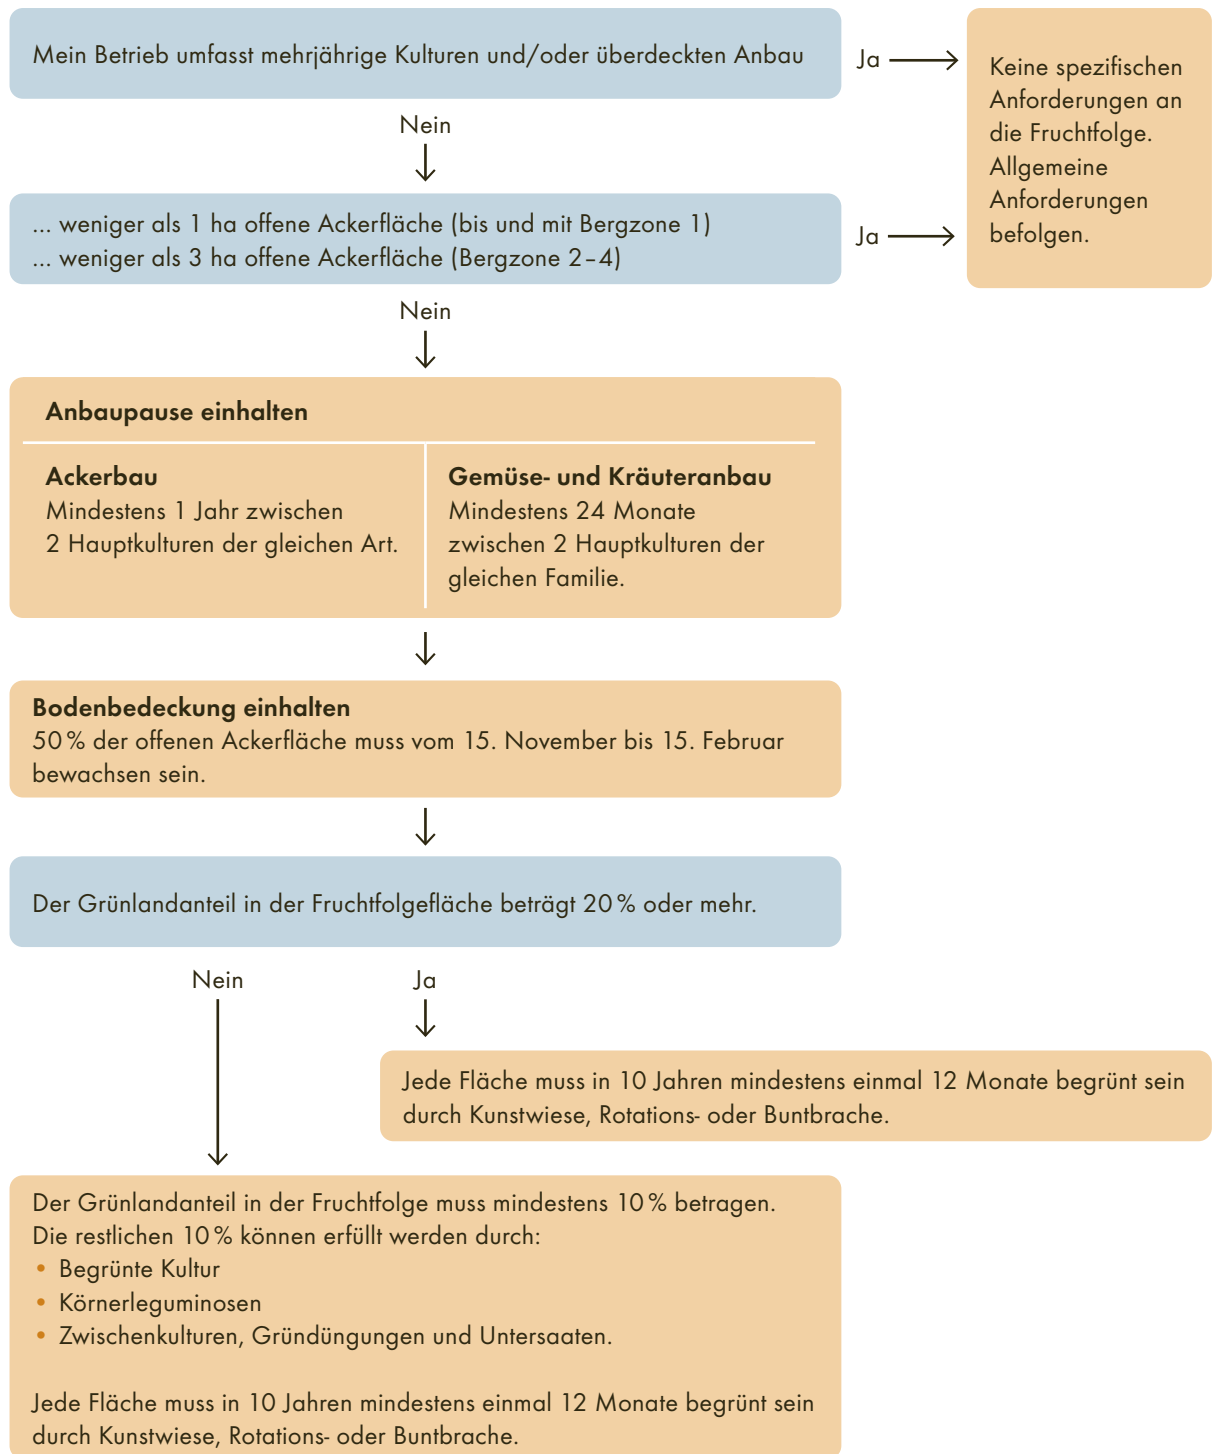 Mein Betrieb umfasst mehrjährige Kulturen und/oder überdeckten Anbau
Ja
Keine spezifischen
Anforderungen an
die Fruchtfolge.
Allgemeine
Anforderungen
befolgen.
Nein
... weniger als 1 ha offene Ackerfläche (bis und mit Bergzone 1)
... weniger als 3 ha offene Ackerfläche (Bergzone 2–4)
Ja
Nein
Anbaupause einhalten
Ackerbau
Mindestens 1 Jahr zwischen
2 Hauptkulturen der gleichen Art.
Gemüse- und Kräuteranbau
Mindestens 24 Monate
zwischen 2 Hauptkulturen der
gleichen Familie.
Bodenbedeckung einhalten
50 % der offenen Ackerfläche muss vom 15. November bis 15. Februar
bewachsen sein.
Der Grünlandanteil in der Fruchtfolgefläche beträgt 20 % oder mehr.
Nein
Ja
Jede Fläche muss in 10 Jahren mindestens einmal 12 Monate begrünt sein
durch Kunstwiese, Rotations- oder Buntbrache.
Der Grünlandanteil in der Fruchtfolge muss mindestens 10 % betragen.
Die restlichen 10 % können erfüllt werden durch:
• Begrünte Kultur
• Körnerleguminosen
• Zwischenkulturen, Gründüngungen und Untersaaten.
Jede Fläche muss in 10 Jahren mindestens einmal 12 Monate begrünt sein
durch Kunstwiese, Rotations- oder Buntbrache.